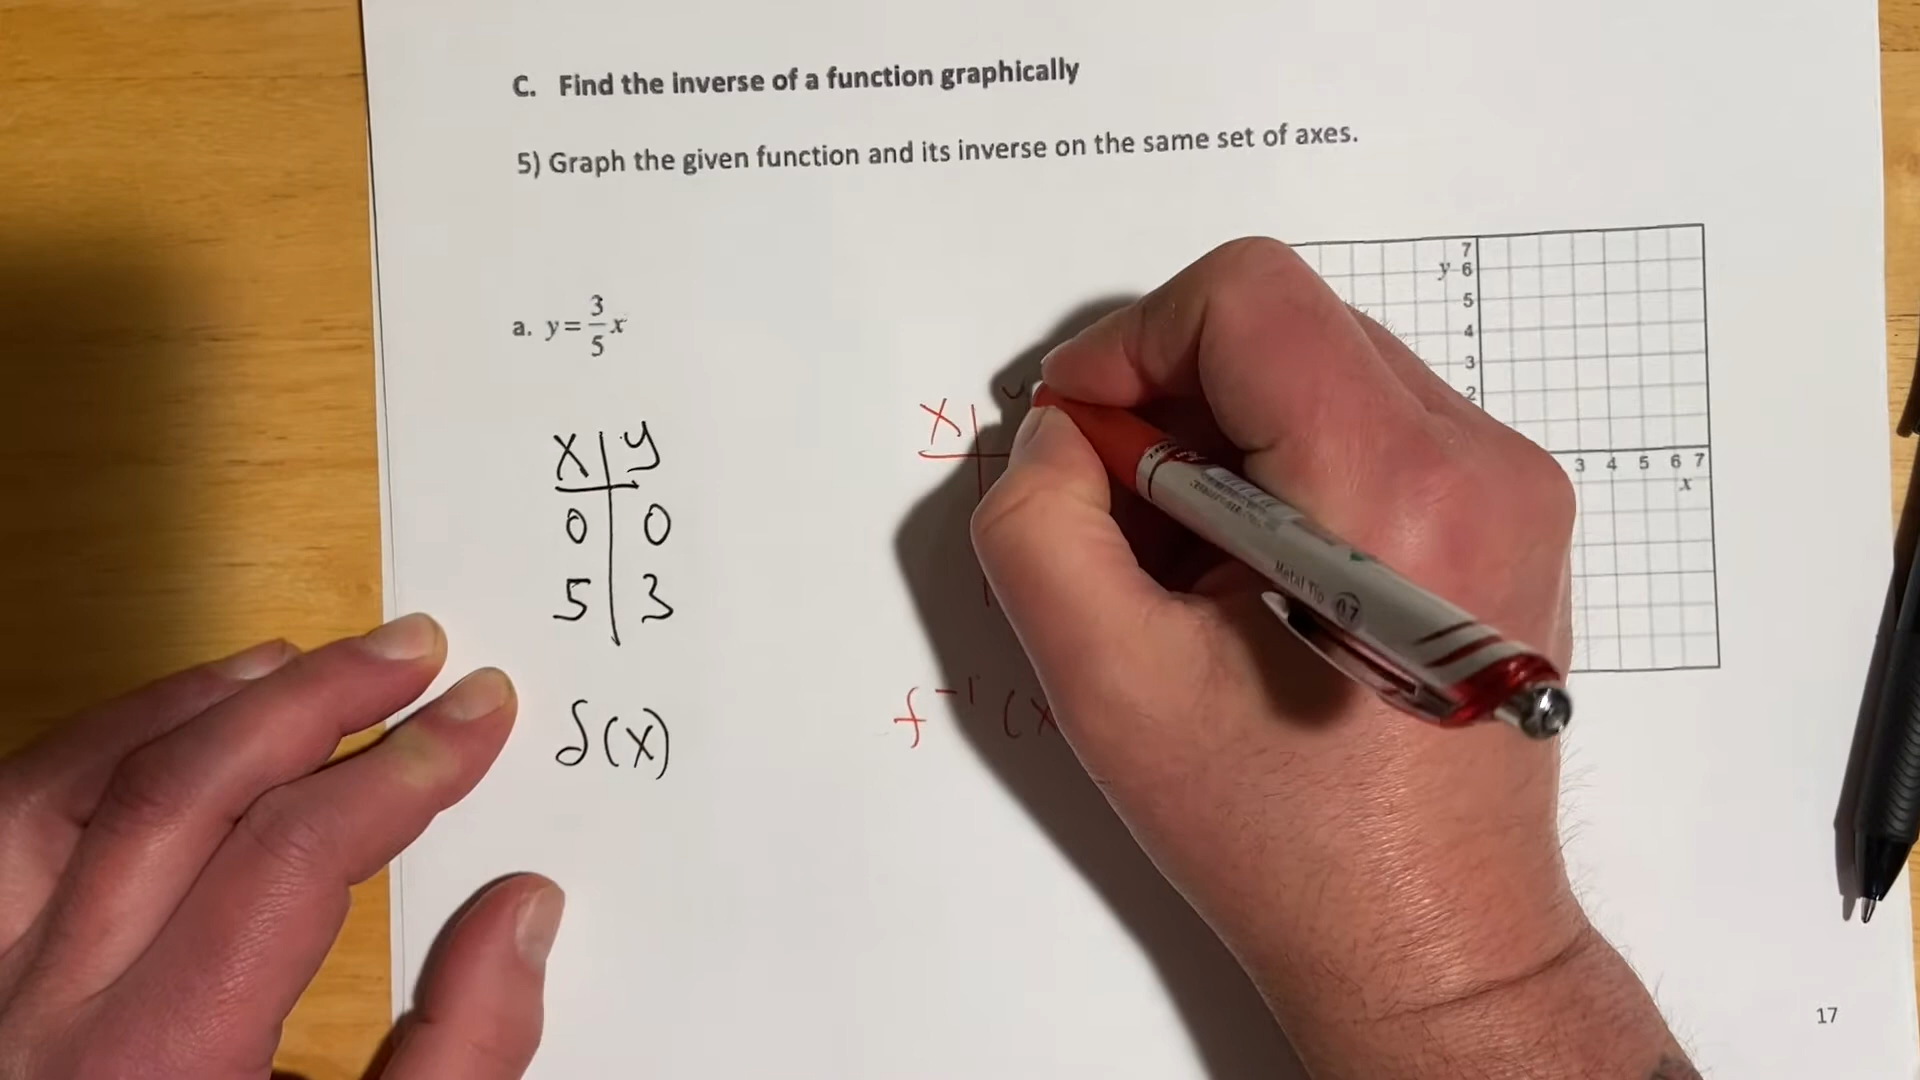 C. Find the inverse of a function graphically
5) Graph the given function and its inverse on the same set of axes.
a. y = 3/5 x
x y
0 0
5 3
f(x)
x y
f⁻¹(x
7
y 6
5
4
3
2
3 4 5 6 7
x
Metal Tip 0.7
17